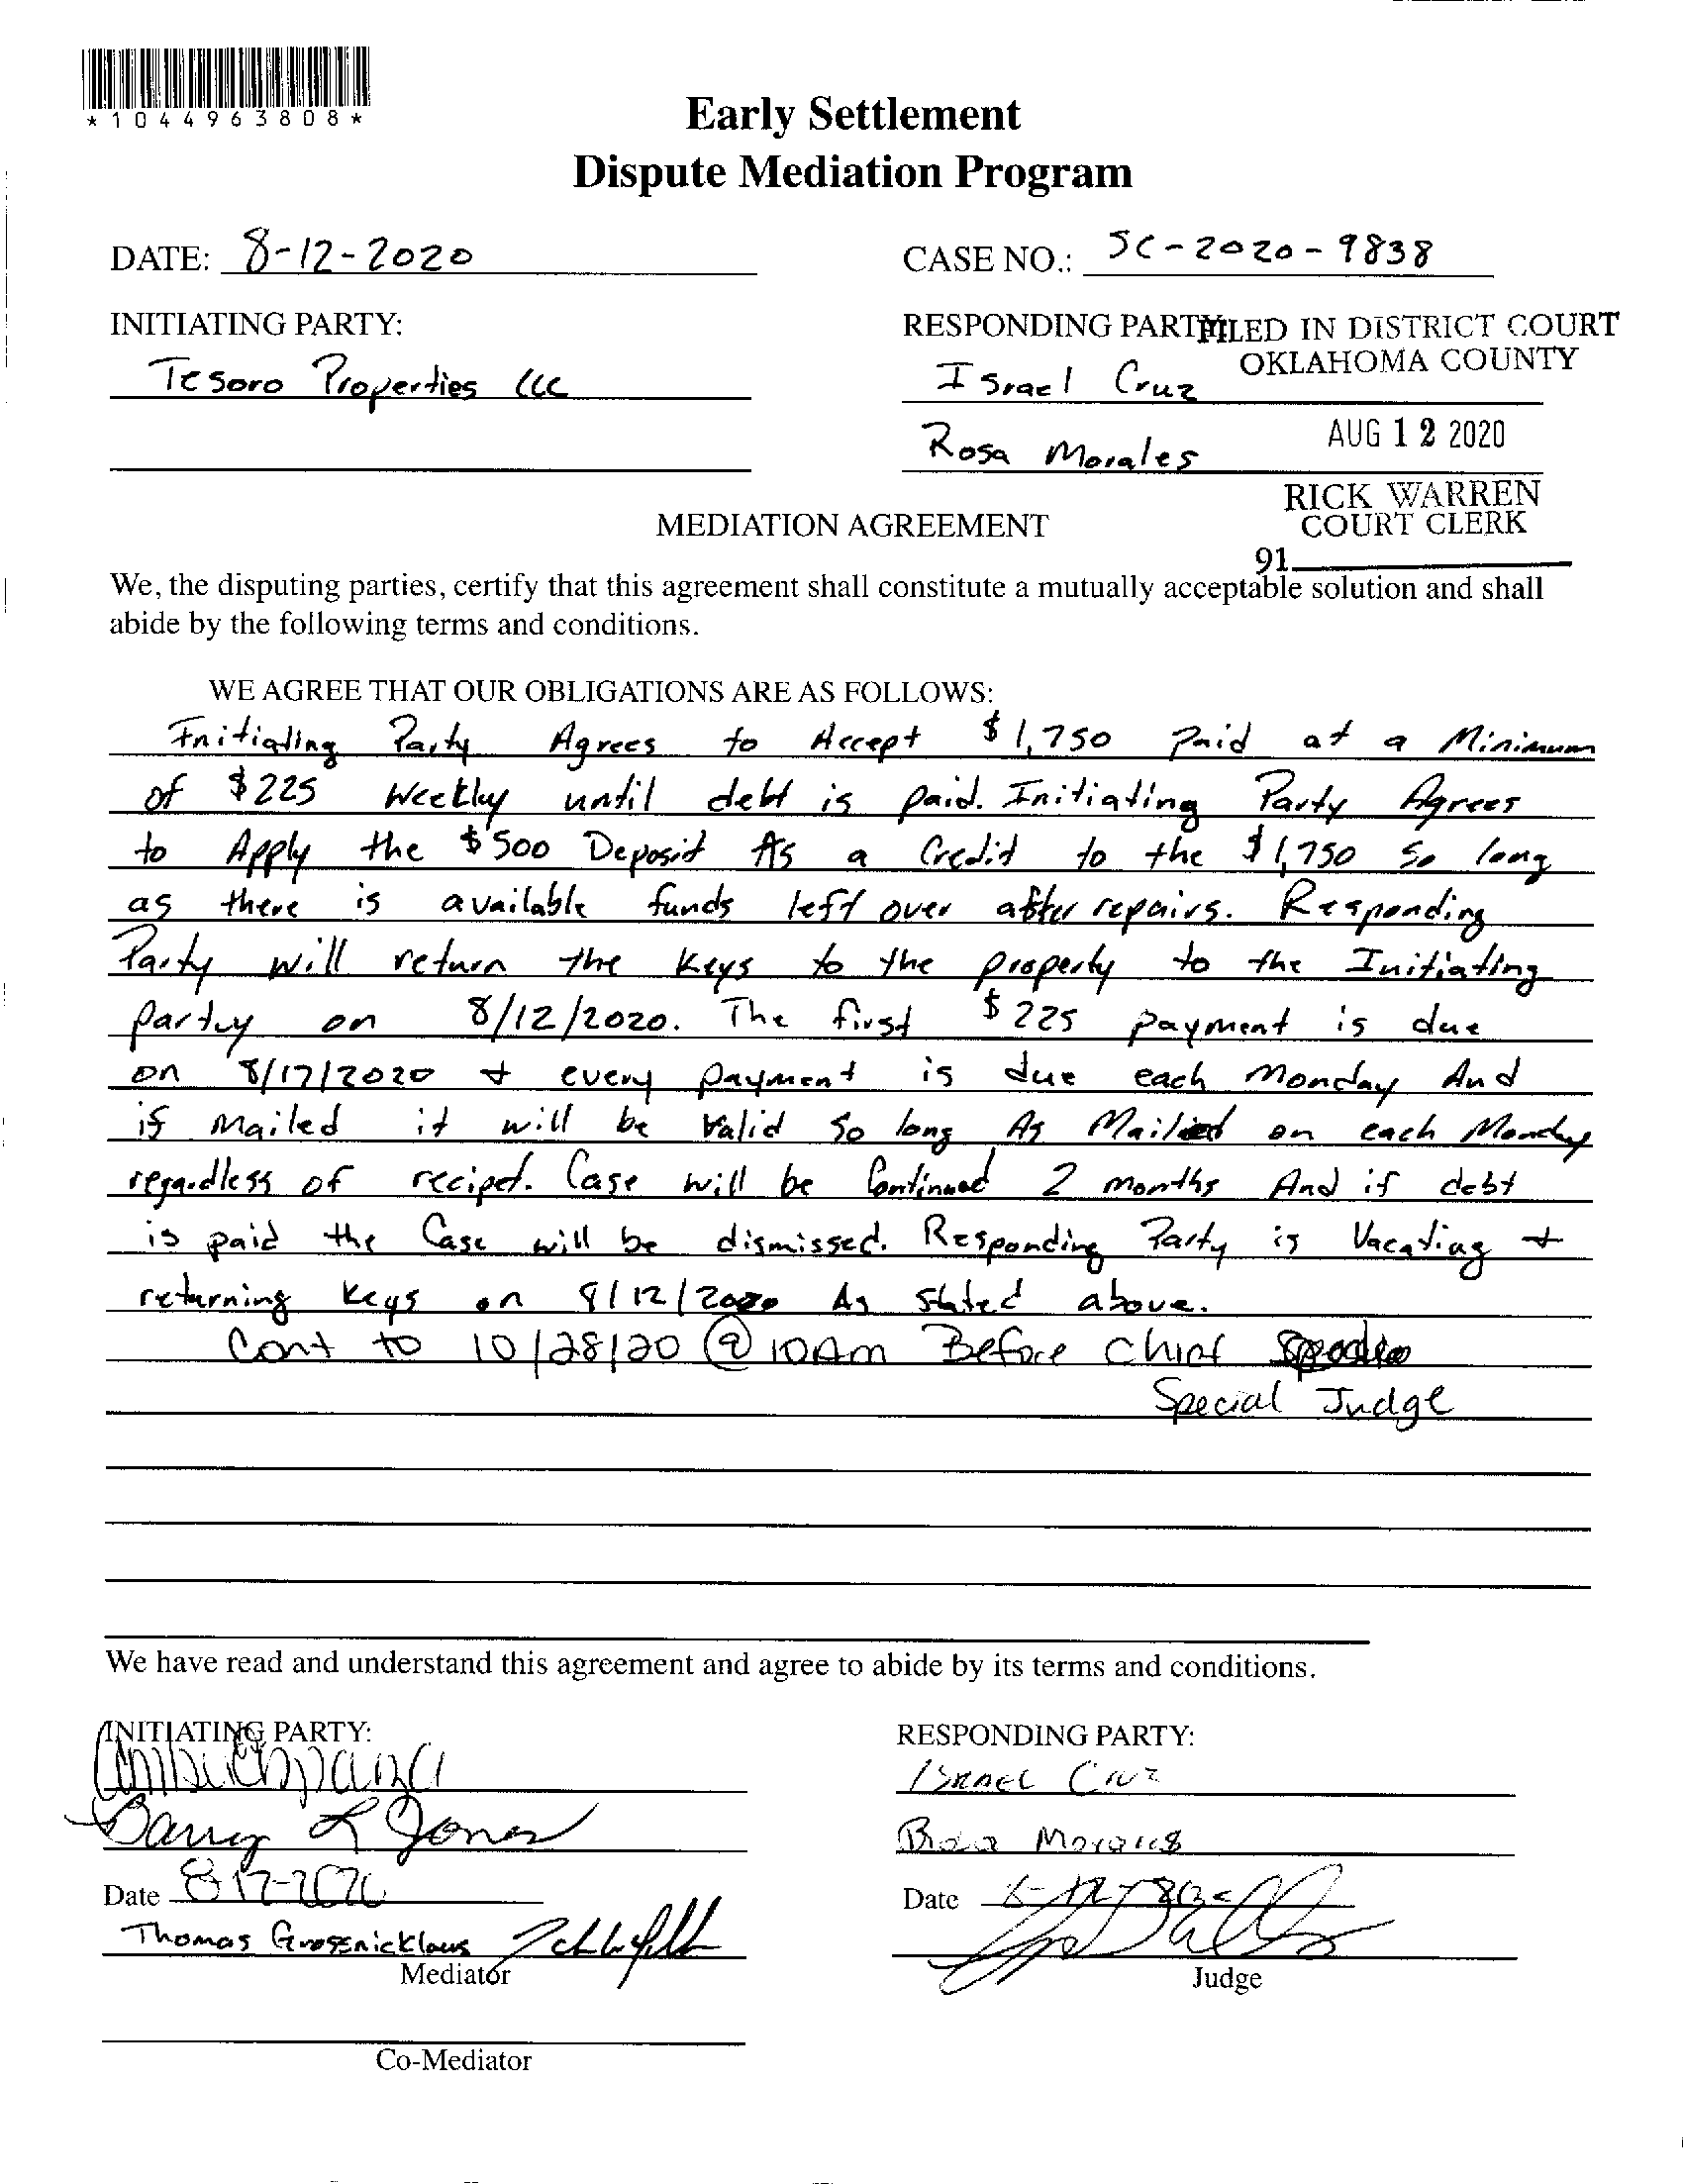 *1044963808*
Early Settlement
Dispute Mediation Program
DATE: 8-12-2020
CASE NO.: SC-2020-9838
INITIATING PARTY:
RESPONDING PARTY:
FILED IN DISTRICT COURT
OKLAHOMA COUNTY
Tesoro Properties LLC
Israel Cruz
Rosa Morales
AUG 12 2020
RICK WARREN
COURT CLERK
91
MEDIATION AGREEMENT
We, the disputing parties, certify that this agreement shall constitute a mutually acceptable solution and shall
abide by the following terms and conditions.
WE AGREE THAT OUR OBLIGATIONS ARE AS FOLLOWS:
Initiating Party Agrees to Accept $1,750 Paid at a Minimum
of $225 Weekly until debt is paid. Initiating Party Agrees
to Apply the $500 Deposit As a Credit to the $1,750 So long
as there is available funds left over after repairs. Responding
Party will return the Keys to the property to the Initiating
party on 8/12/2020. The first $225 payment is due
on 8/17/2020 + every payment is due each Monday And
if Mailed it will be Valid So long As Mailied on each Monday
regardless of recipet. Case will be Continued 2 months And if debt
is paid the Case will be dismissed. Responding Party is Vacating +
returning Keys on 8/12/2020 As stated above.
Cont to 10/28/20 @ 10Am Before Chief
Special Judge
We have read and understand this agreement and agree to abide by its terms and conditions.
INITIATING PARTY:
RESPONDING PARTY:
Israel Cruz
Barry L Jones
Rosa Morales
Date 8-12-2020
Date
Thomas Grossnicklaus
Mediator
Judge
Co-Mediator